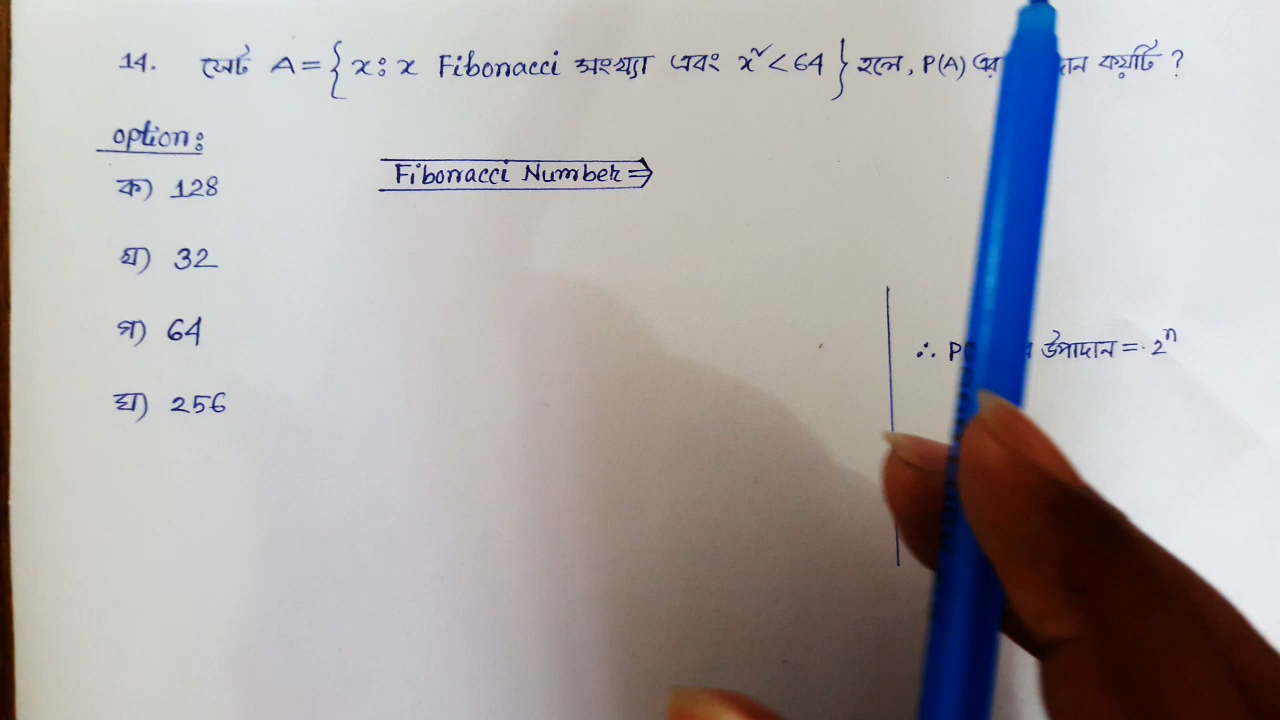 14. সেট A = {x : x Fibonacci সংখ্যা এবং x² < 64} হলে, P(A) এর কয়টি ?
option :
ক) 128
Fibonacci Number ⇒
খ) 32
গ) 64
ঘ) 256
∴ উপাদান = 2ⁿ